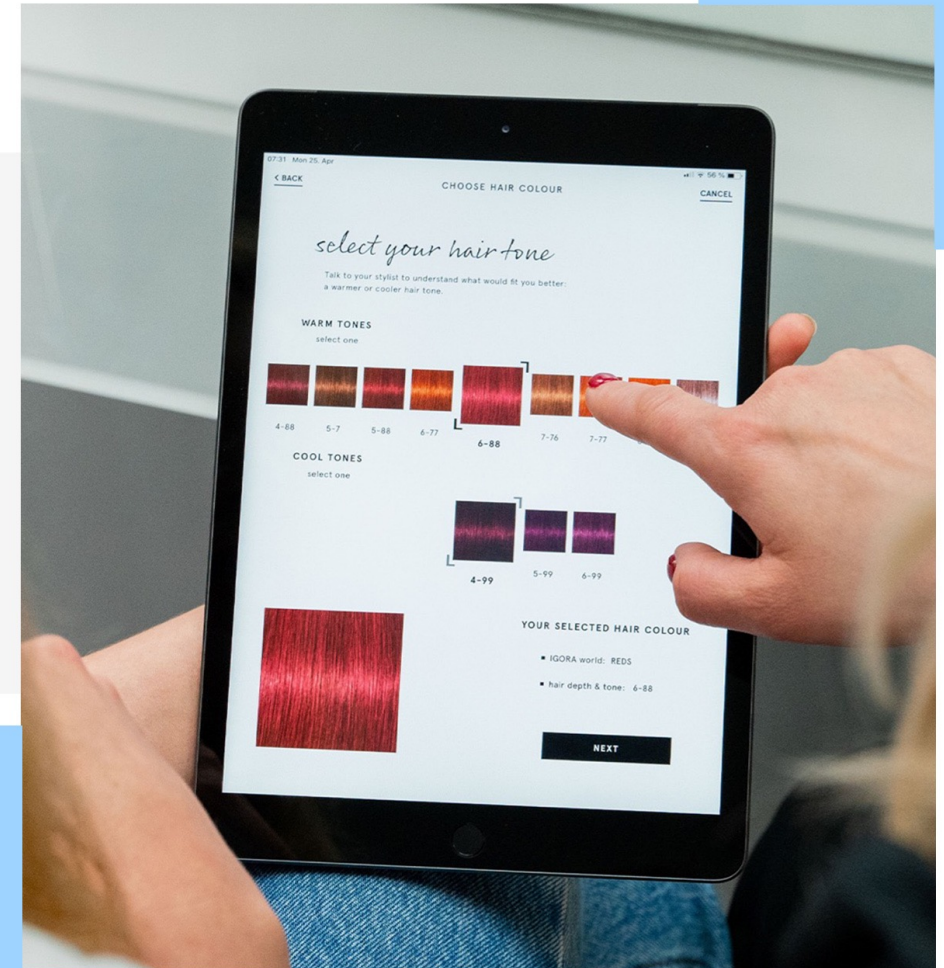 07:31 Mon 25. Apr
56 %
< BACK
CHOOSE HAIR COLOUR
CANCEL
select your hair tone
Talk to your stylist to understand what would fit you better:
a warmer or cooler hair tone.
WARM TONES
select one
4-88 5-7 5-88 6-77 6-88 7-76 7-77
COOL TONES
select one
4-99 5-99 6-99
YOUR SELECTED HAIR COLOUR
▪ IGORA world: REDS
▪ hair depth & tone: 6-88
NEXT